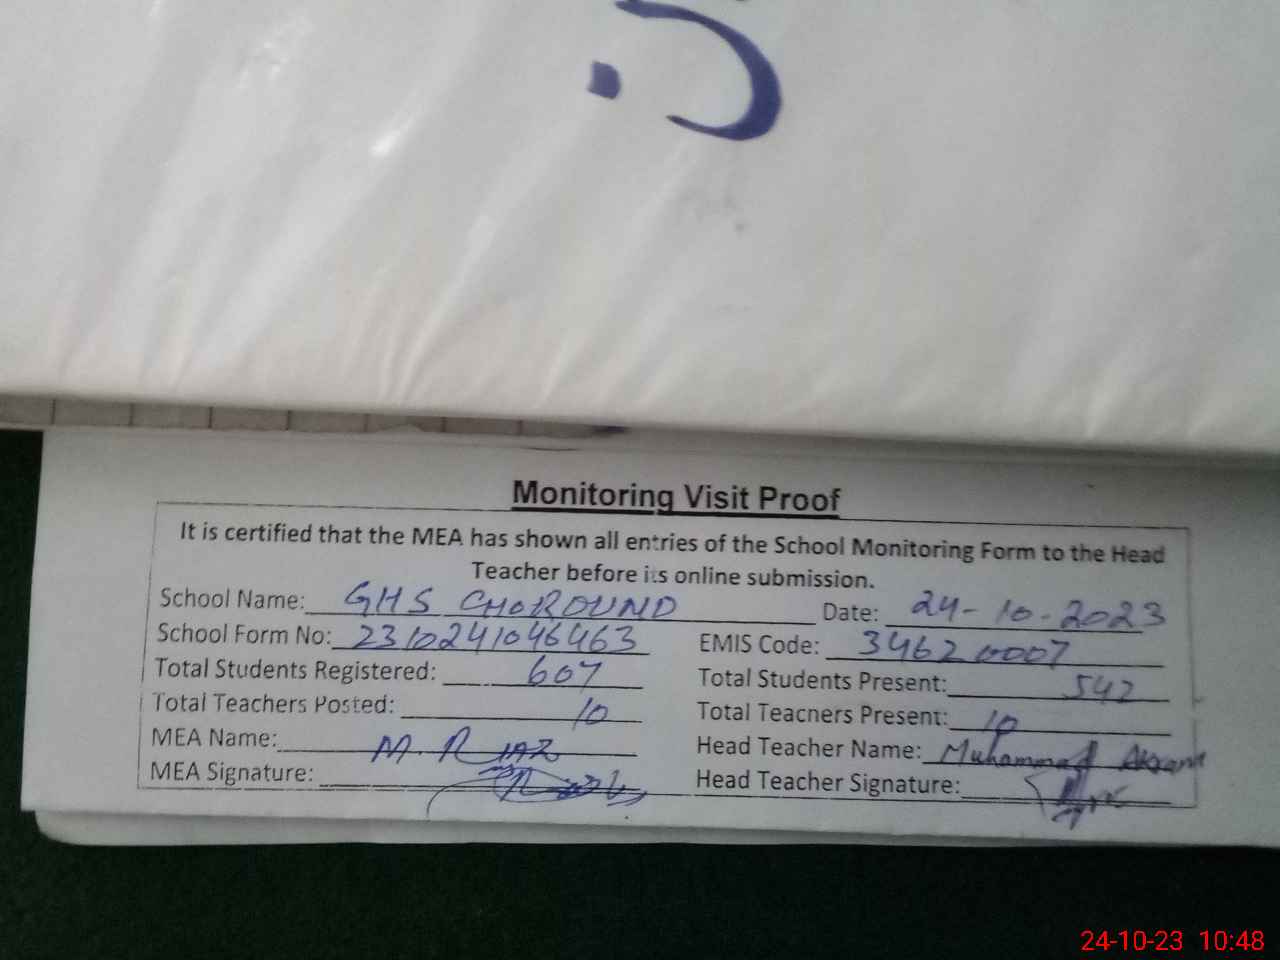 Monitoring Visit Proof
It is certified that the MEA has shown all entries of the School Monitoring Form to the Head
Teacher before its online submission.
School Name: GHS CHOROUND Date: 24-10-2023
School Form No: 2310241046463 EMIS Code: 34620007
Total Students Registered: 607 Total Students Present: 542
Total Teachers Posted: 10 Total Teachers Present: 10
MEA Name: M. RIAZ Head Teacher Name: Muhammad Akram
MEA Signature: Head Teacher Signature:
24-10-23 10:48